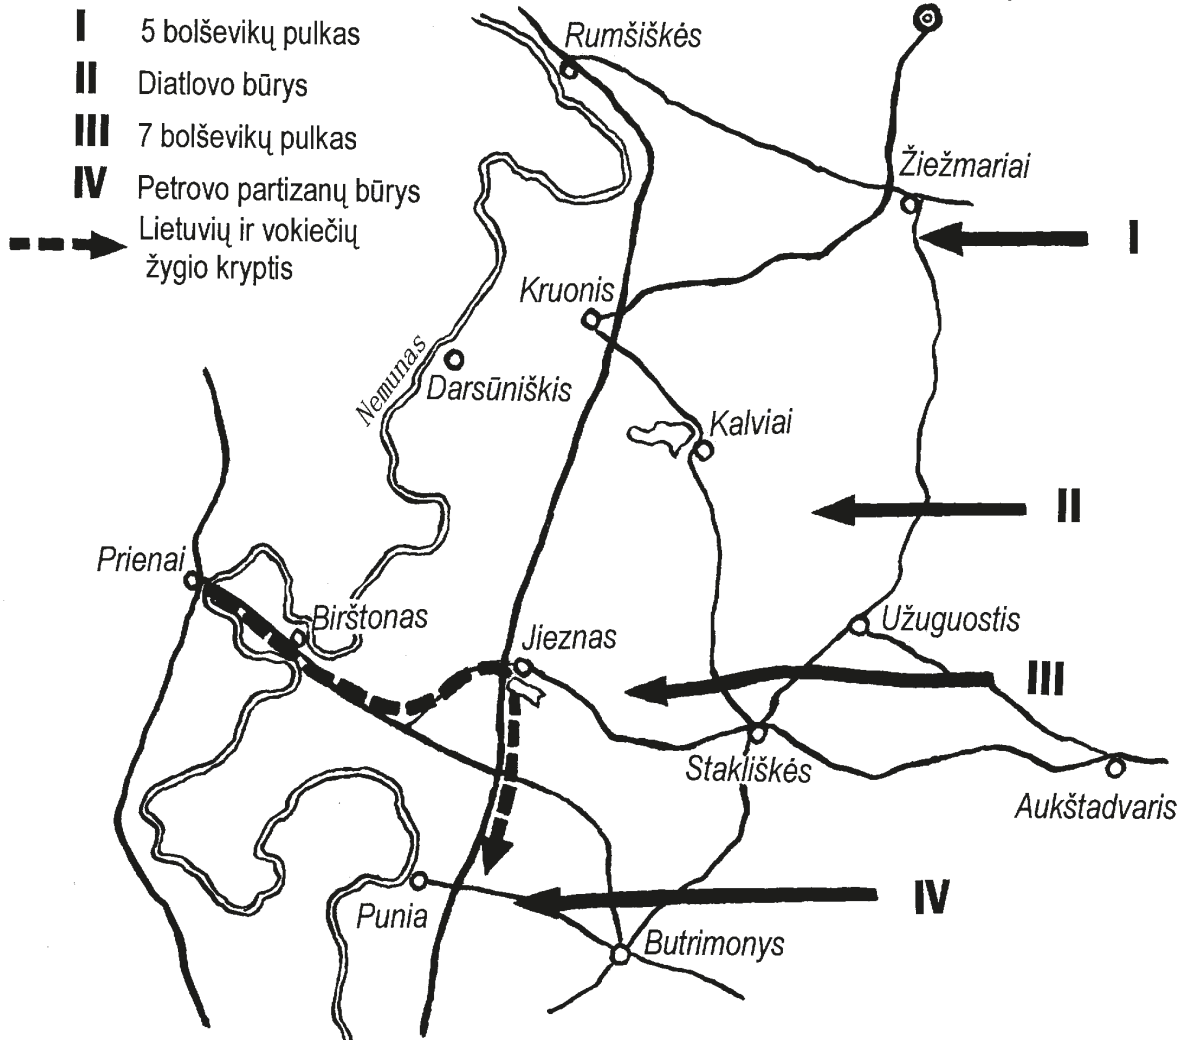 I 5 bolševikų pulkas
II Diatlovo būrys
III 7 bolševikų pulkas
IV Petrovo partizanų būrys
Lietuvių ir vokiečių
žygio kryptis
Rumšiškės
Žiežmariai
I
Kruonis
Nemunas
Darsūniškis
Kalviai
II
Prienai
Birštonas
Užuguostis
Jieznas
III
Stakliškės
Aukštadvaris
IV
Punia
Butrimonys